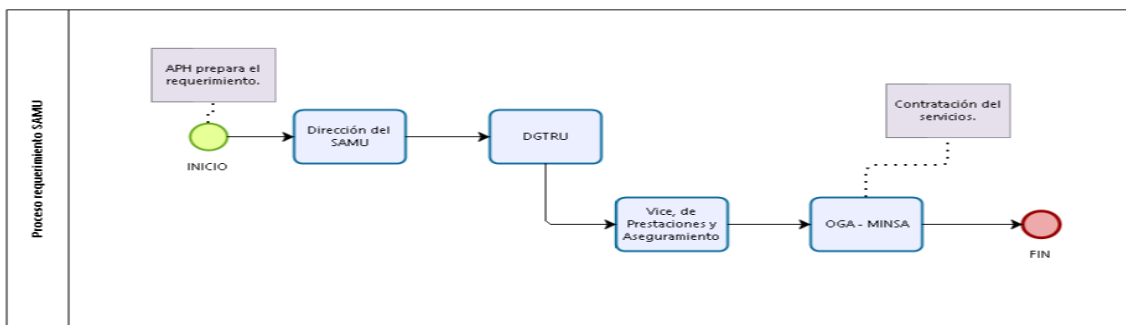 Proceso requerimiento SAMU
APH prepara el
requerimiento.
INICIO
Dirección del
SAMU
DGTRU
Vice, de
Prestaciones y
Aseguramiento
Contratación del
servicios.
OGA - MINSA
FIN